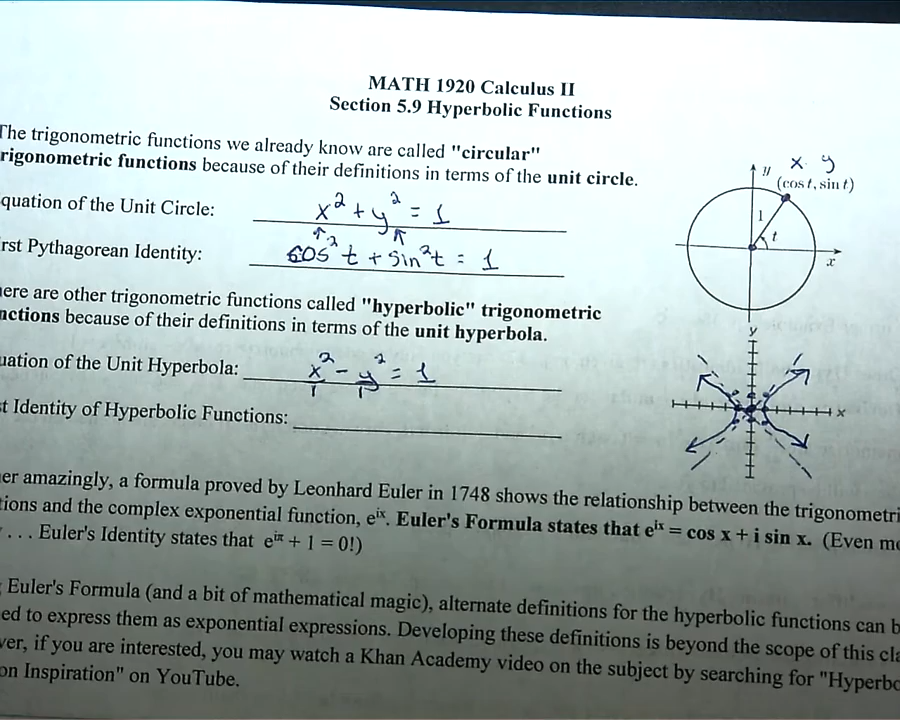 MATH 1920 Calculus II
Section 5.9 Hyperbolic Functions
The trigonometric functions we already know are called "circular"
rigonometric functions because of their definitions in terms of the unit circle.
quation of the Unit Circle: x² + y² = 1
rst Pythagorean Identity: cos² t + sin² t = 1
x y
y
(cos t, sin t)
1
t
x
ere are other trigonometric functions called "hyperbolic" trigonometric
nctions because of their definitions in terms of the unit hyperbola.
uation of the Unit Hyperbola: x²/1 - y²/1 = 1
t Identity of Hyperbolic Functions:
y
x
er amazingly, a formula proved by Leonhard Euler in 1748 shows the relationship between the trigonometri
tions and the complex exponential function, eⁱˣ. Euler's Formula states that eⁱˣ = cos x + i sin x. (Even mo
. . . Euler's Identity states that e^iπ + 1 = 0!)
Euler's Formula (and a bit of mathematical magic), alternate definitions for the hyperbolic functions can b
ed to express them as exponential expressions. Developing these definitions is beyond the scope of this cla
ver, if you are interested, you may watch a Khan Academy video on the subject by searching for "Hyperbo
on Inspiration" on YouTube.